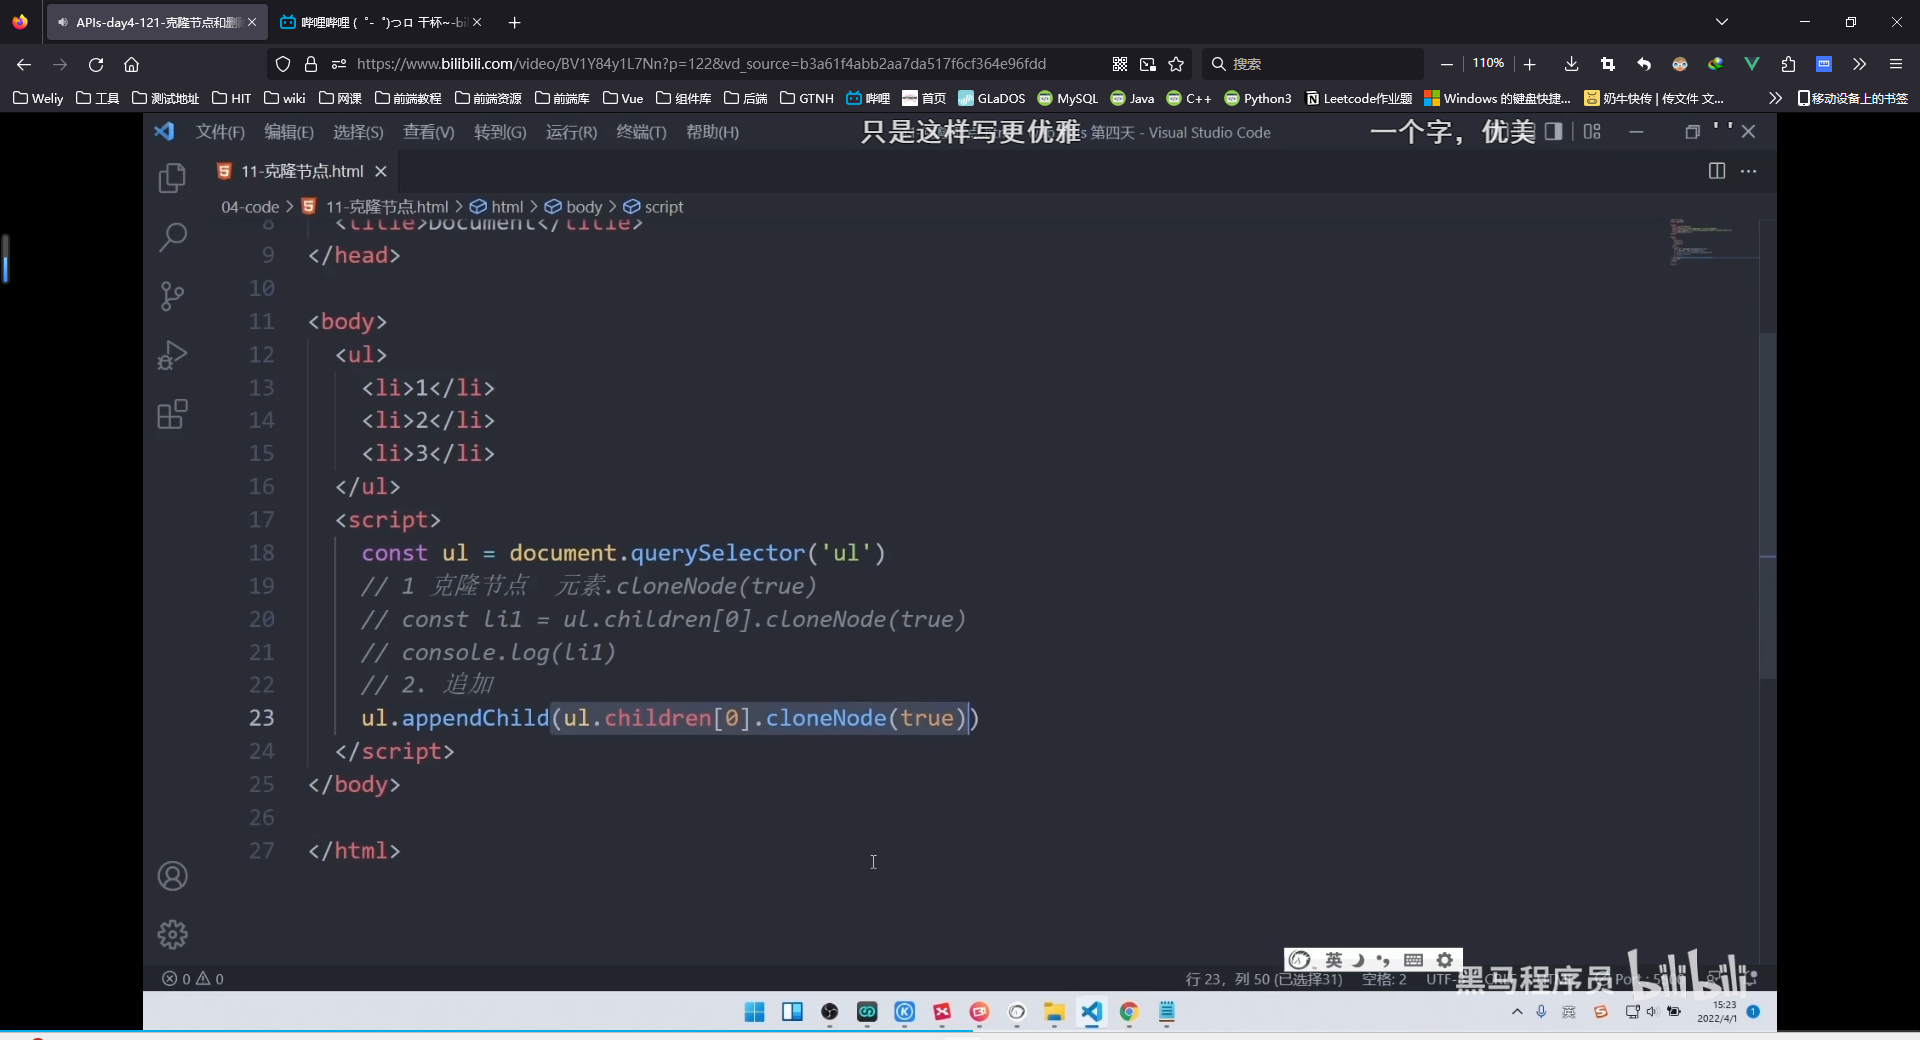 APIs-day4-121-克隆节点和删
哔哩哔哩 ( ゜- ゜)つロ 干杯~-bi
https://www.bilibili.com/video/BV1Y84y1L7Nn?p=122&vd_source=b3a61f4abb2aa7da517f6cf364e96fdd
搜索
110%
Weliy 工具 测试地址 HIT wiki 网课 前端教程 前端资源 前端库 Vue 组件库 后端 GTNH 哔哩 首页 GLaDOS MySQL Java C++ Python3 Leetcode作业题 Windows 的键盘快捷... 奶牛快传 | 传文件 文... 移动设备上的书签
文件(F) 编辑(E) 选择(S) 查看(V) 转到(G) 运行(R) 终端(T) 帮助(H)
只是这样写更优雅
第四天 - Visual Studio Code
一个字，优美
11-克隆节点.html
04-code > 11-克隆节点.html > html > body > script
8 <title>Document</title>
9 </head>
10
11 <body>
12 <ul>
13 <li>1</li>
14 <li>2</li>
15 <li>3</li>
16 </ul>
17 <script>
18 const ul = document.querySelector('ul')
19 // 1 克隆节点 元素.cloneNode(true)
20 // const li1 = ul.children[0].cloneNode(true)
21 // console.log(li1)
22 // 2. 追加
23 ul.appendChild(ul.children[0].cloneNode(true))
24 </script>
25 </body>
26
27 </html>
英
0 0
行 23，列 50 (已选择31) 空格: 2 UTF-
黑马程序员
bilibili
英
15:23
2022/4/1
1